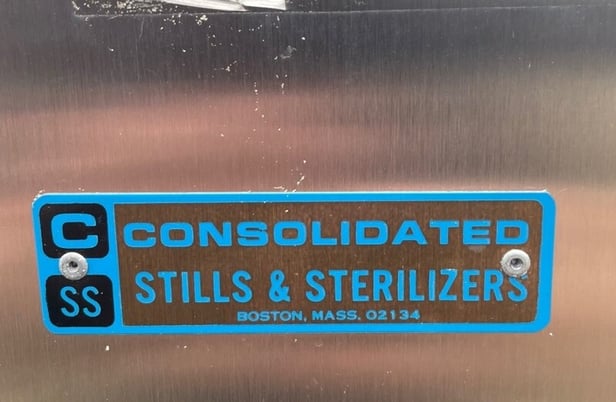 C CONSOLIDATED
SS STILLS & STERILIZERS
BOSTON, MASS. 02134